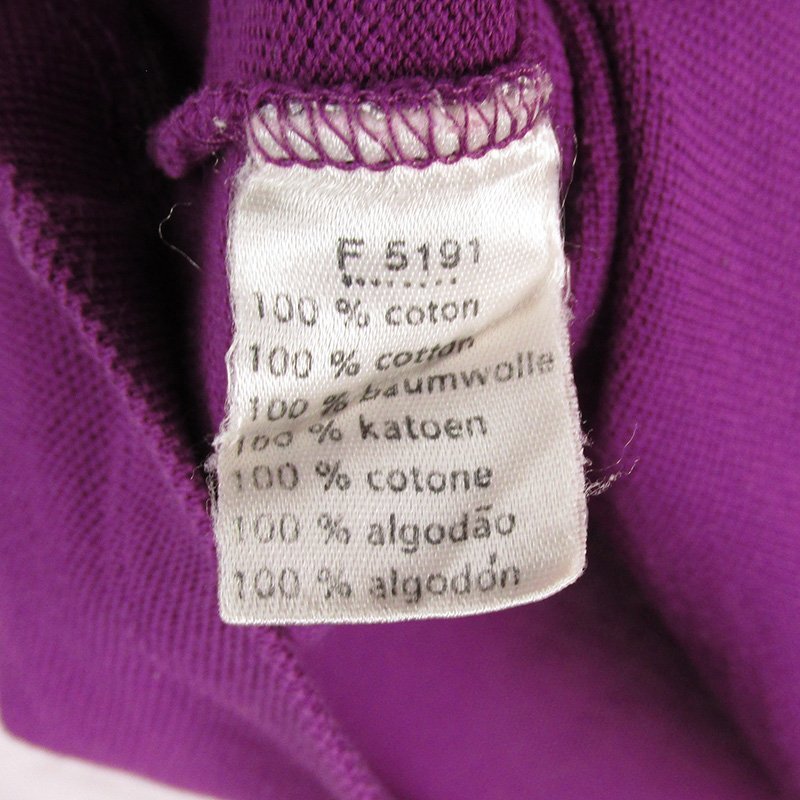 F 5191
100 % coton
100 % cotton
100 % baumwolle
100 % katoen
100 % cotone
100 % algodão
100 % algodón